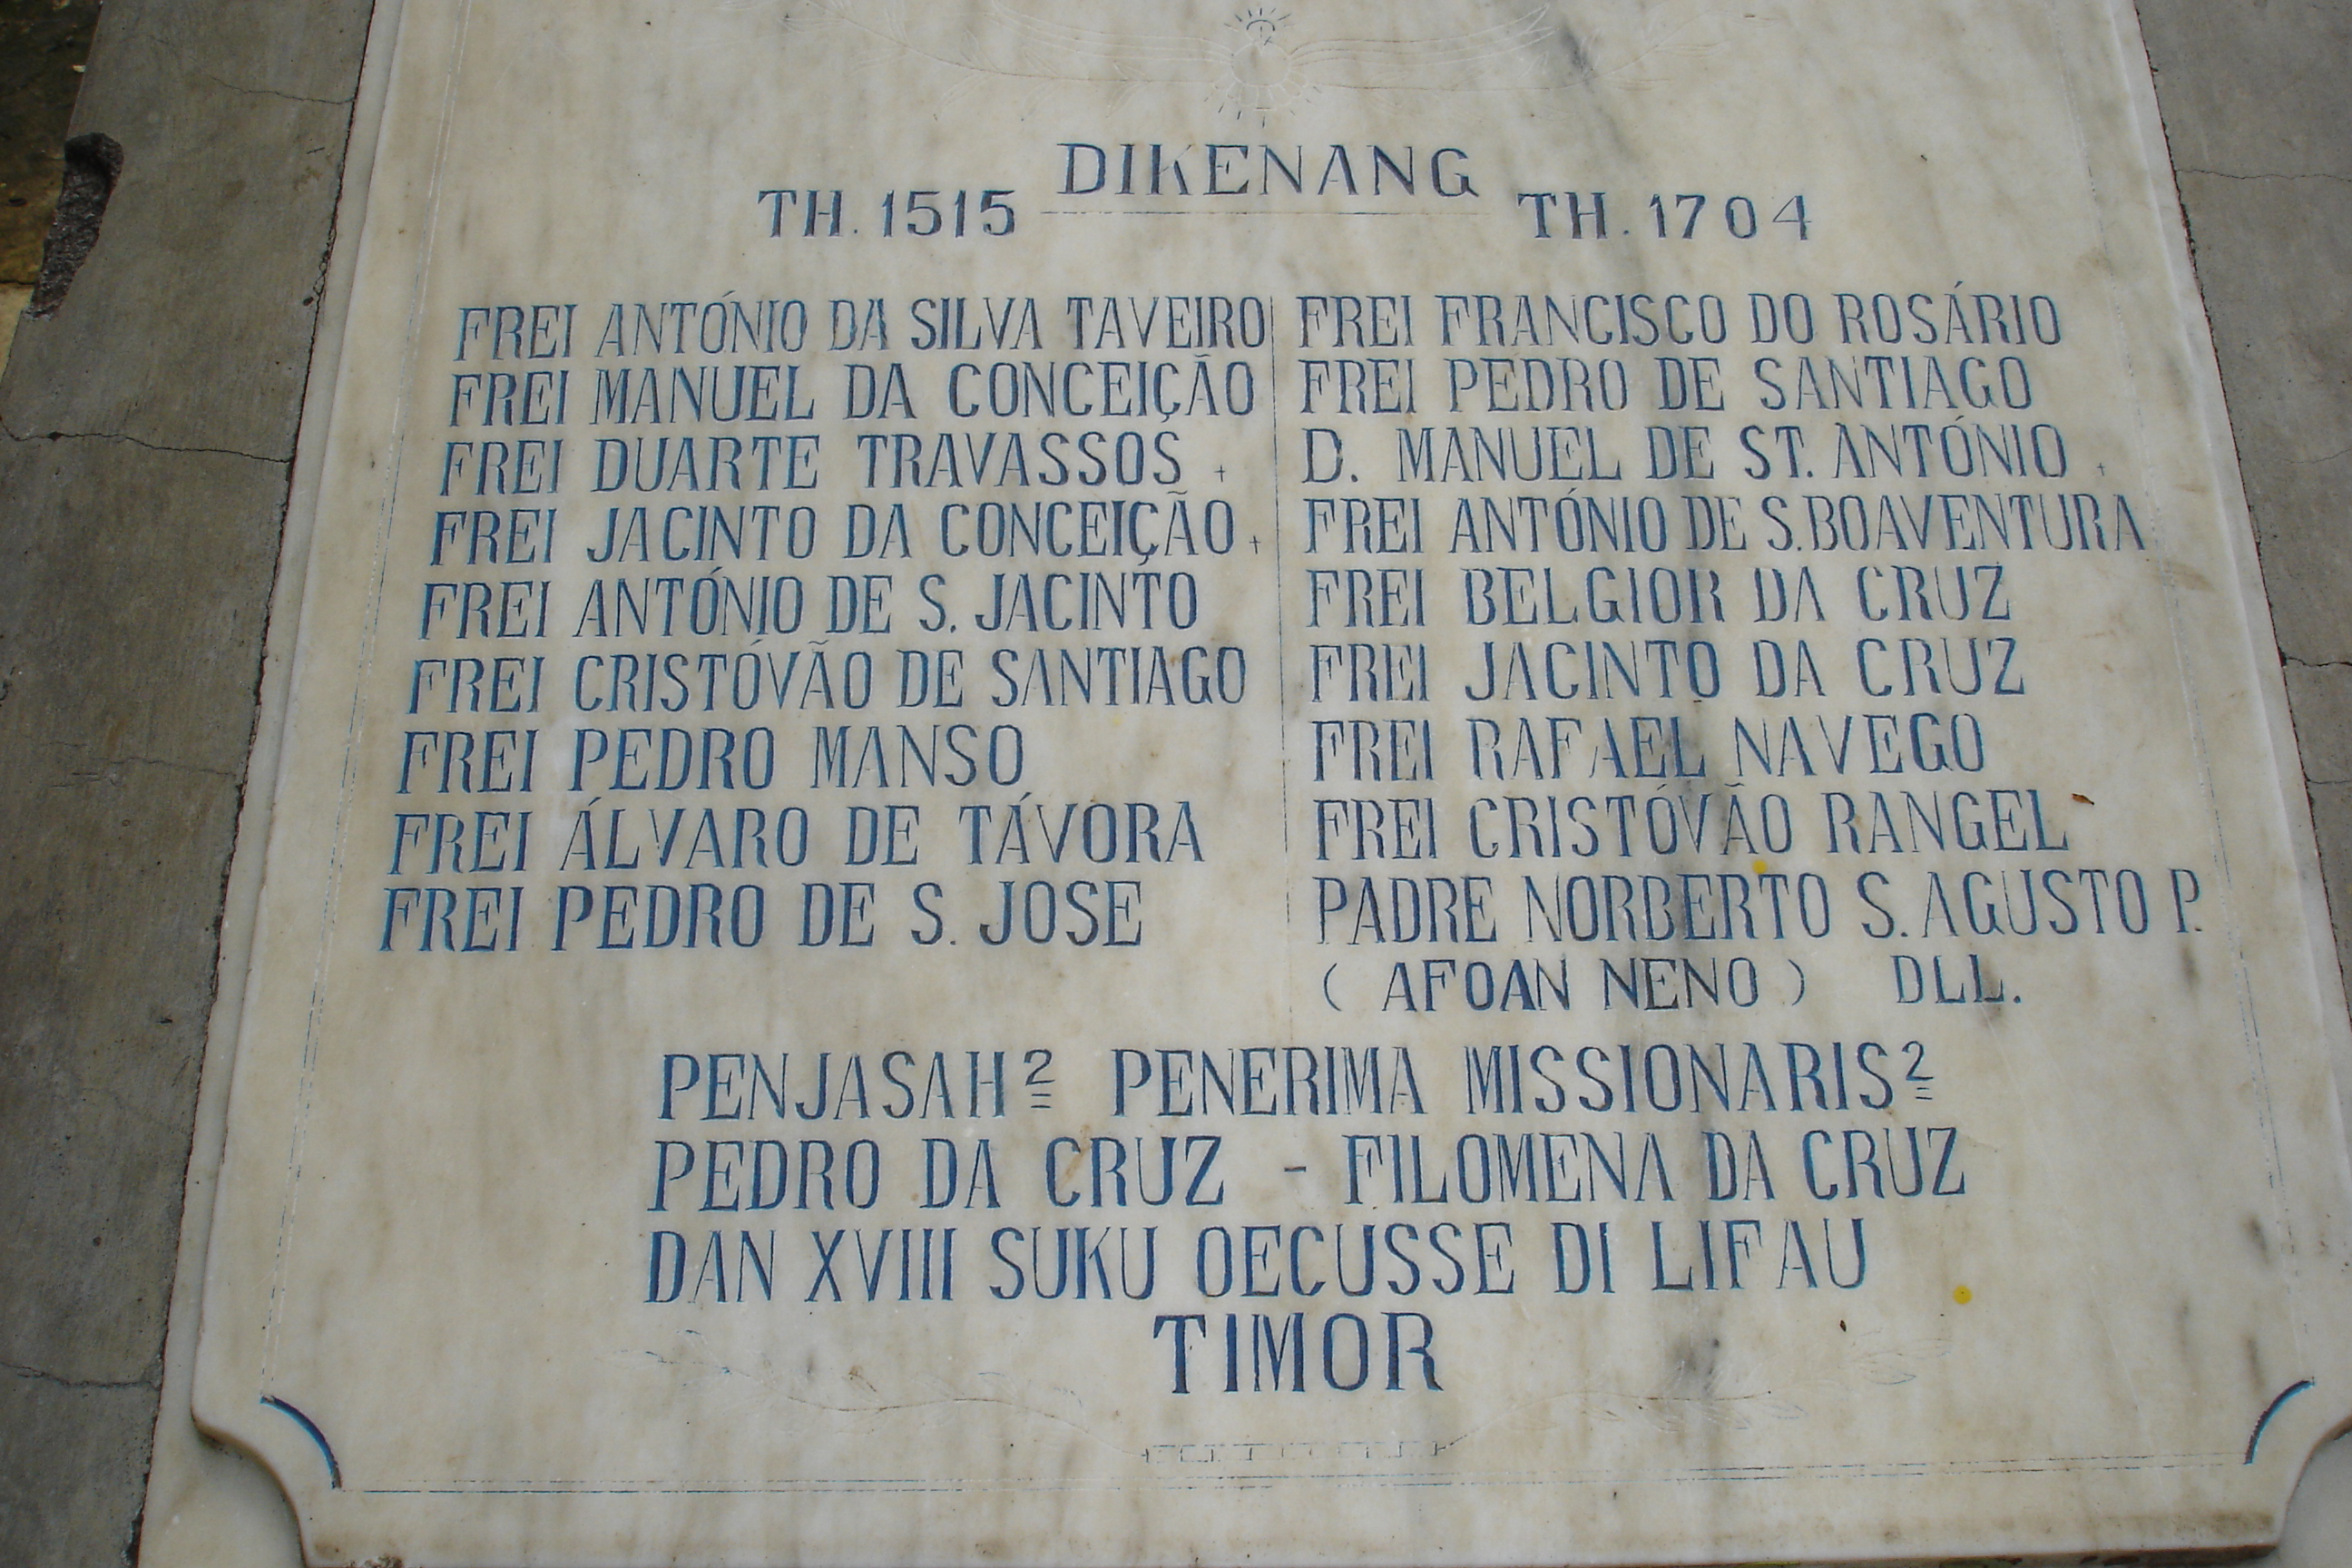 DIKENANG
TH. 1515 TH. 1704
FREI ANTÓNIO DA SILVA TAVEIRO
FREI MANUEL DA CONCEIÇÃO
FREI DUARTE TRAVASSOS +
FREI JACINTO DA CONCEIÇÃO +
FREI ANTÓNIO DE S. JACINTO
FREI CRISTÓVÃO DE SANTIAGO
FREI PEDRO MANSO
FREI ÁLVARO DE TÁVORA
FREI PEDRO DE S. JOSE
FREI FRANCISCO DO ROSÁRIO
FREI PEDRO DE SANTIAGO
D. MANUEL DE ST. ANTÓNIO +
FREI ANTÓNIO DE S. BOAVENTURA
FREI BELGIOR DA CRUZ
FREI JACINTO DA CRUZ
FREI RAFAEL NAVEGO
FREI CRISTÓVÃO RANGEL
PADRE NORBERTO S. AGUSTO P.
( AFOAN NENO ) DLL.
PENJASAH² PENERIMA MISSIONARIS²
PEDRO DA CRUZ - FILOMENA DA CRUZ
DAN XVIII SUKU OECUSSE DI LIFAU
TIMOR